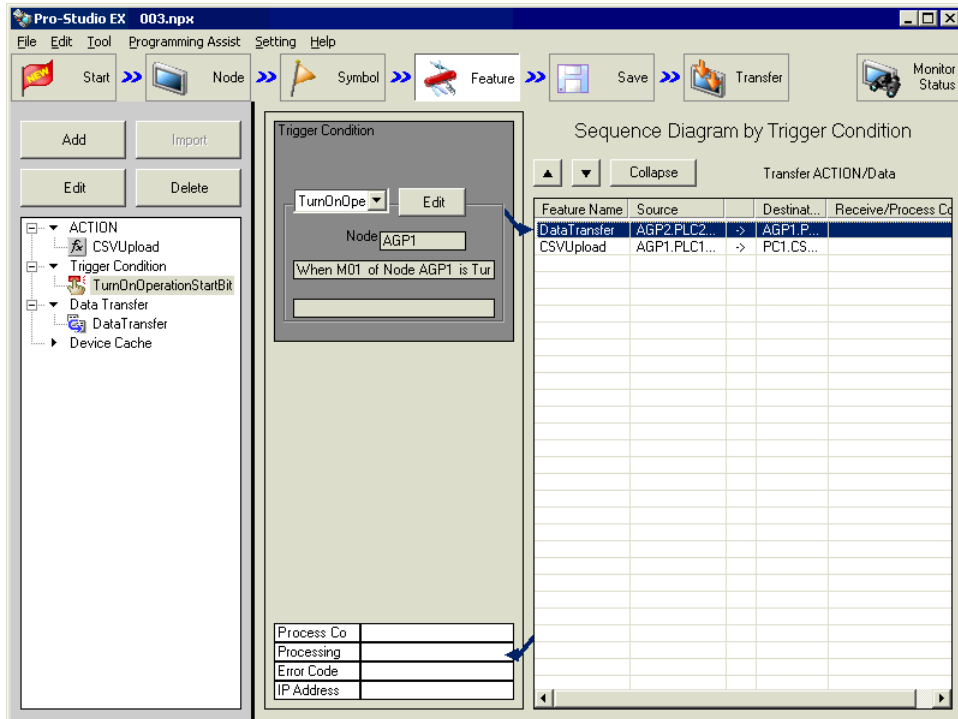 Pro-Studio EX 003.npx
File Edit Tool Programming Assist Setting Help
NEW Start Node Symbol Feature Save Transfer Monitor Status
Add Import
Edit Delete
ACTION
fx CSVUpload
Trigger Condition
TurnOnOperationStartBit
Data Transfer
DataTransfer
Device Cache
Trigger Condition
TurnOnOpe Edit
Node AGP1
When M01 of Node AGP1 is Tur
Process Co
Processing
Error Code
IP Address
Sequence Diagram by Trigger Condition
Collapse Transfer ACTION/Data
Feature Name Source Destinat... Receive/Process Co
DataTransfer AGP2.PLC2... -> AGP1.P...
CSVUpload AGP1.PLC1... -> PC1.CS...